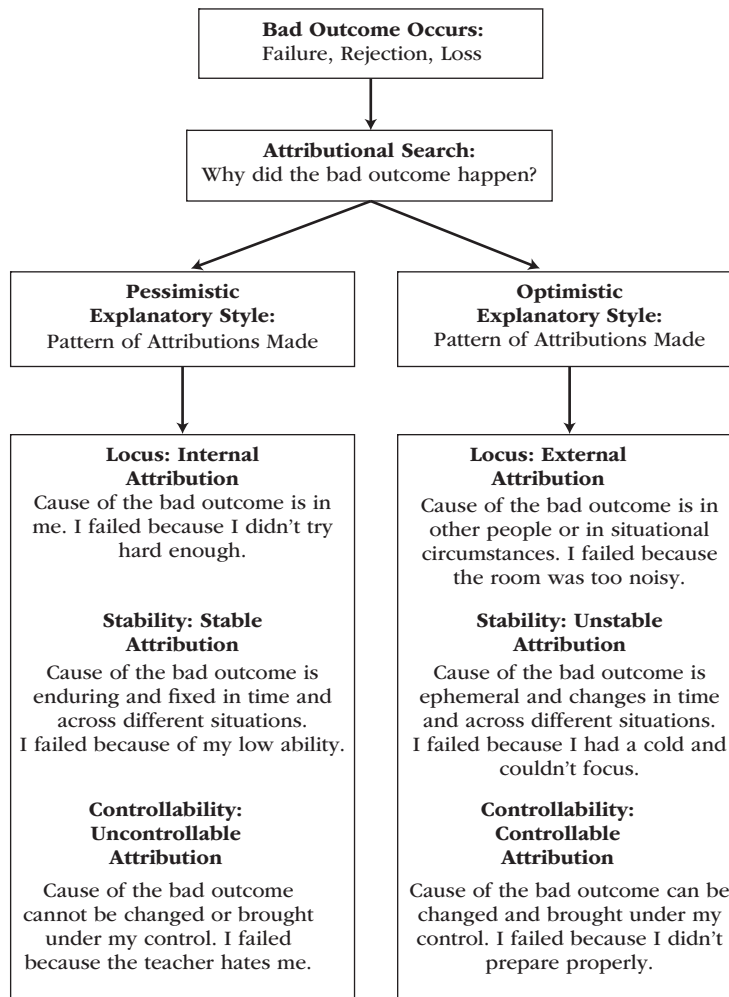 Bad Outcome Occurs:
Failure, Rejection, Loss
Attributional Search:
Why did the bad outcome happen?
Pessimistic
Explanatory Style:
Pattern of Attributions Made
Optimistic
Explanatory Style:
Pattern of Attributions Made
Locus: Internal
Attribution
Cause of the bad outcome is in
me. I failed because I didn’t try
hard enough.
Stability: Stable
Attribution
Cause of the bad outcome is
enduring and fixed in time and
across different situations.
I failed because of my low ability.
Controllability:
Uncontrollable
Attribution
Cause of the bad outcome
cannot be changed or brought
under my control. I failed
because the teacher hates me.
Locus: External
Attribution
Cause of the bad outcome is in
other people or in situational
circumstances. I failed because
the room was too noisy.
Stability: Unstable
Attribution
Cause of the bad outcome is
ephemeral and changes in time
and across different situations.
I failed because I had a cold and
couldn’t focus.
Controllability:
Controllable
Attribution
Cause of the bad outcome can be
changed and brought under my
control. I failed because I didn’t
prepare properly.